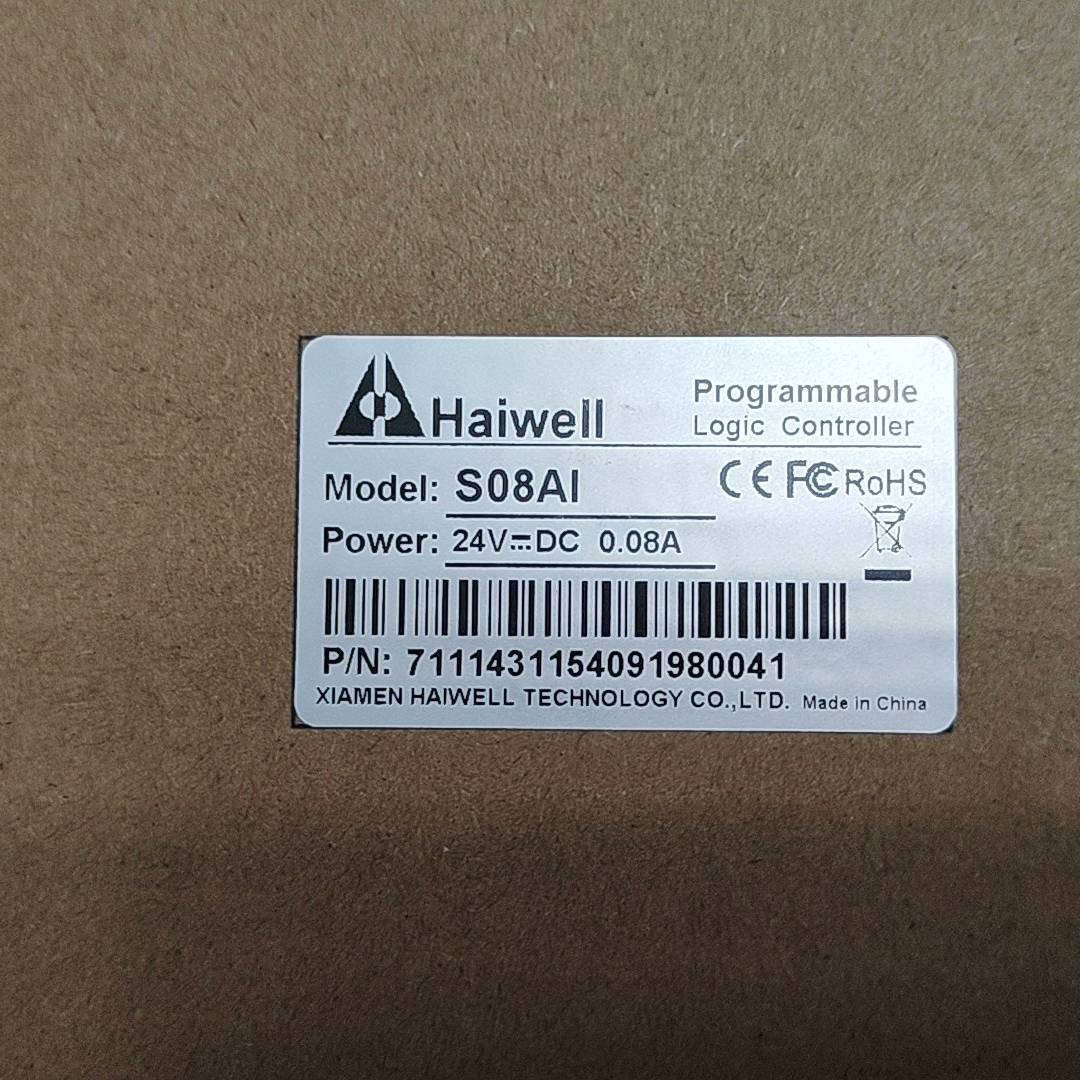 Haiwell
Programmable
Logic Controller
Model: S08AI
CE FC RoHS
Power: 24V⎓DC 0.08A
P/N: 7111431154091980041
XIAMEN HAIWELL TECHNOLOGY CO.,LTD. Made in China